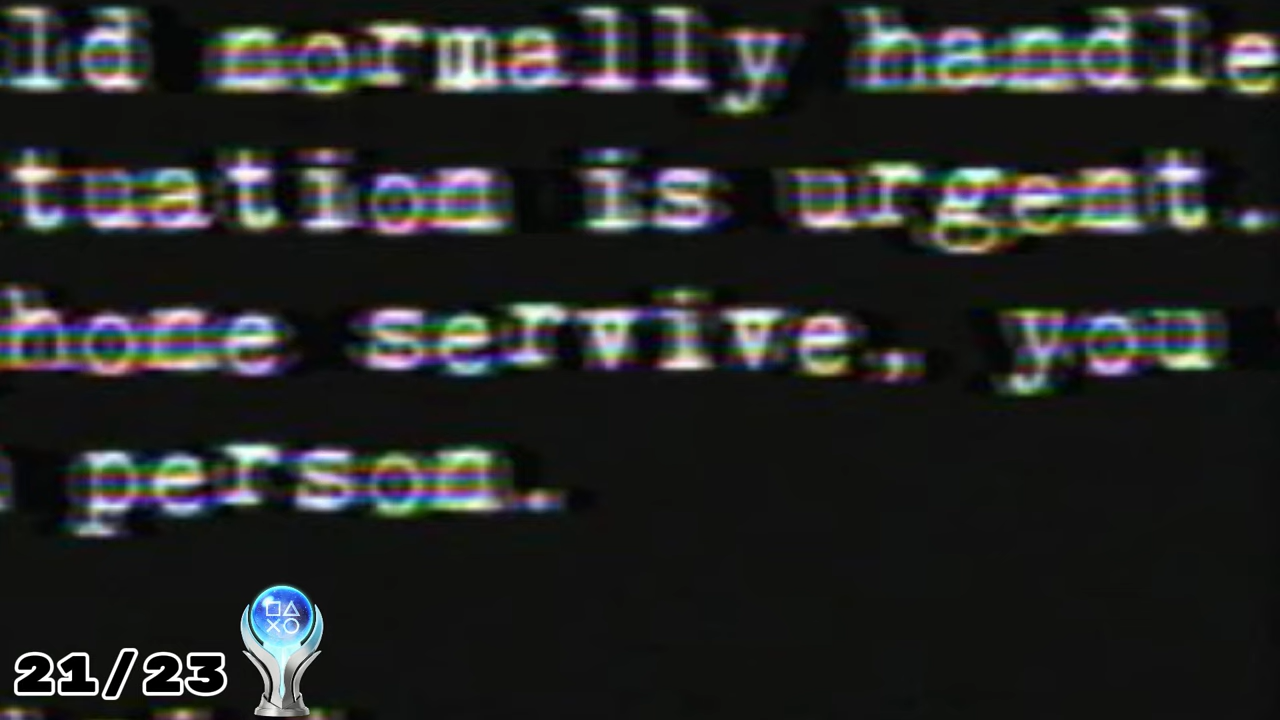 ld normally handle
tuation is urgent.
hone servive, you
person.
21/23